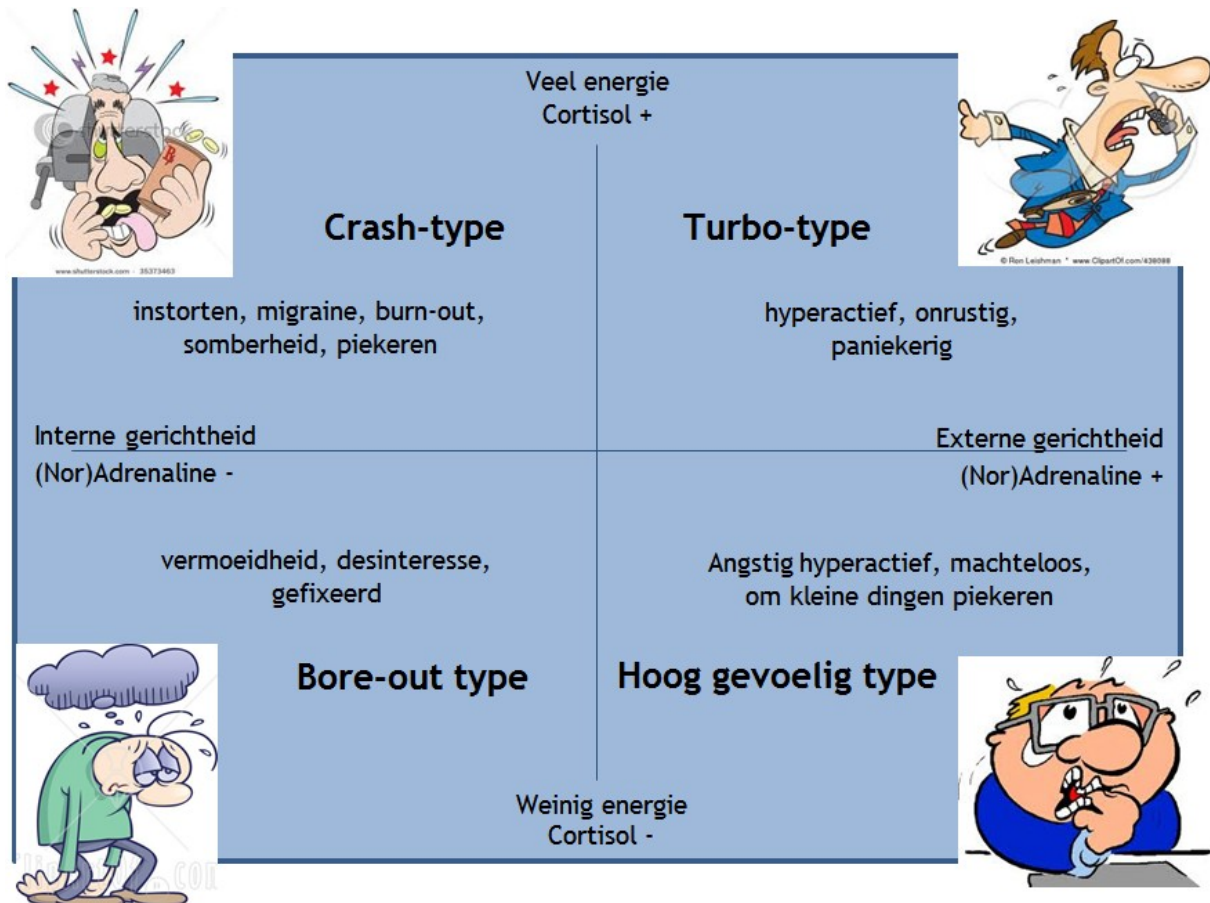 Veel energie
Cortisol +
Crash-type
Turbo-type
www.shutterstock.com · 35373463
© Ron Leishman * www.ClipartOf.com/438088
instorten, migraine, burn-out,
somberheid, piekeren
hyperactief, onrustig,
paniekerig
Interne gerichtheid
(Nor)Adrenaline -
Externe gerichtheid
(Nor)Adrenaline +
vermoeidheid, desinteresse,
gefixeerd
Angstig hyperactief, machteloos,
om kleine dingen piekeren
Bore-out type
Hoog gevoelig type
Weinig energie
Cortisol -